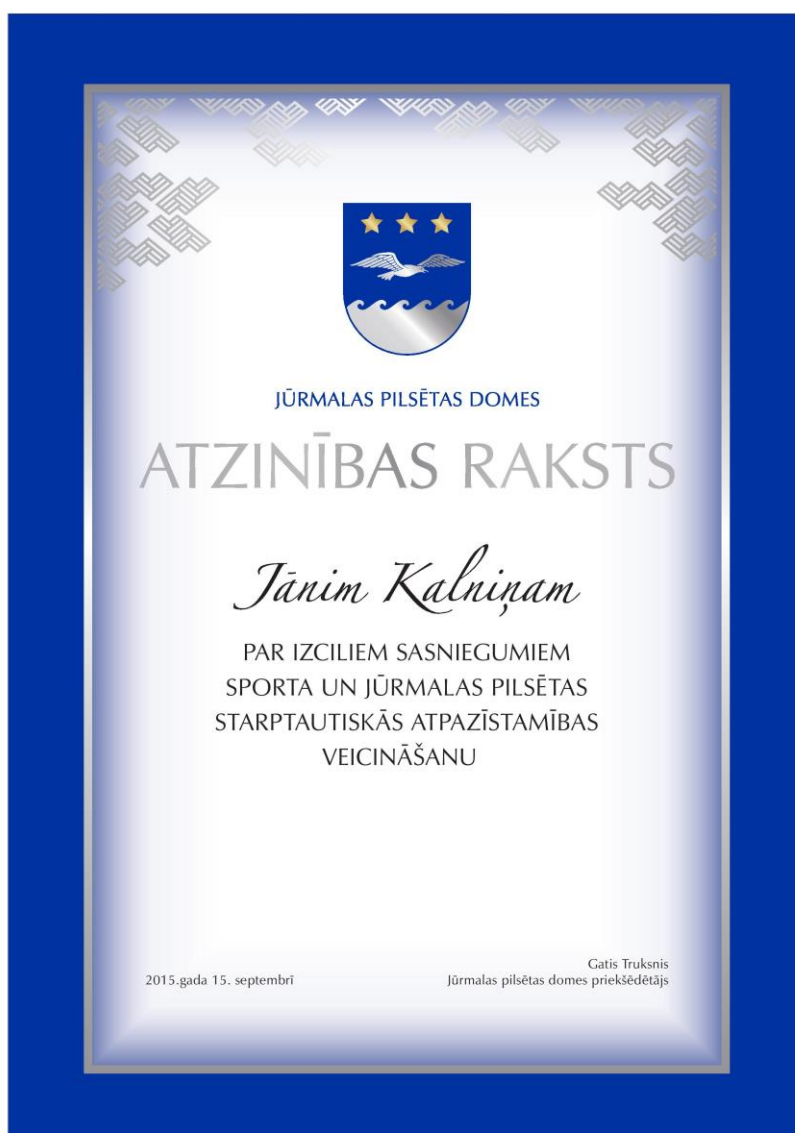 JŪRMALAS PILSĒTAS DOMES
ATZINĪBAS RAKSTS
Jānim Kalniņam
PAR IZCILIEM SASNIEGUMIEM
SPORTA UN JŪRMALAS PILSĒTAS
STARPTAUTISKĀS ATPAZĪSTAMĪBAS
VEICINĀŠANU
2015.gada 15. septembrī
Gatis Truksnis
Jūrmalas pilsētas domes priekšēdētājs